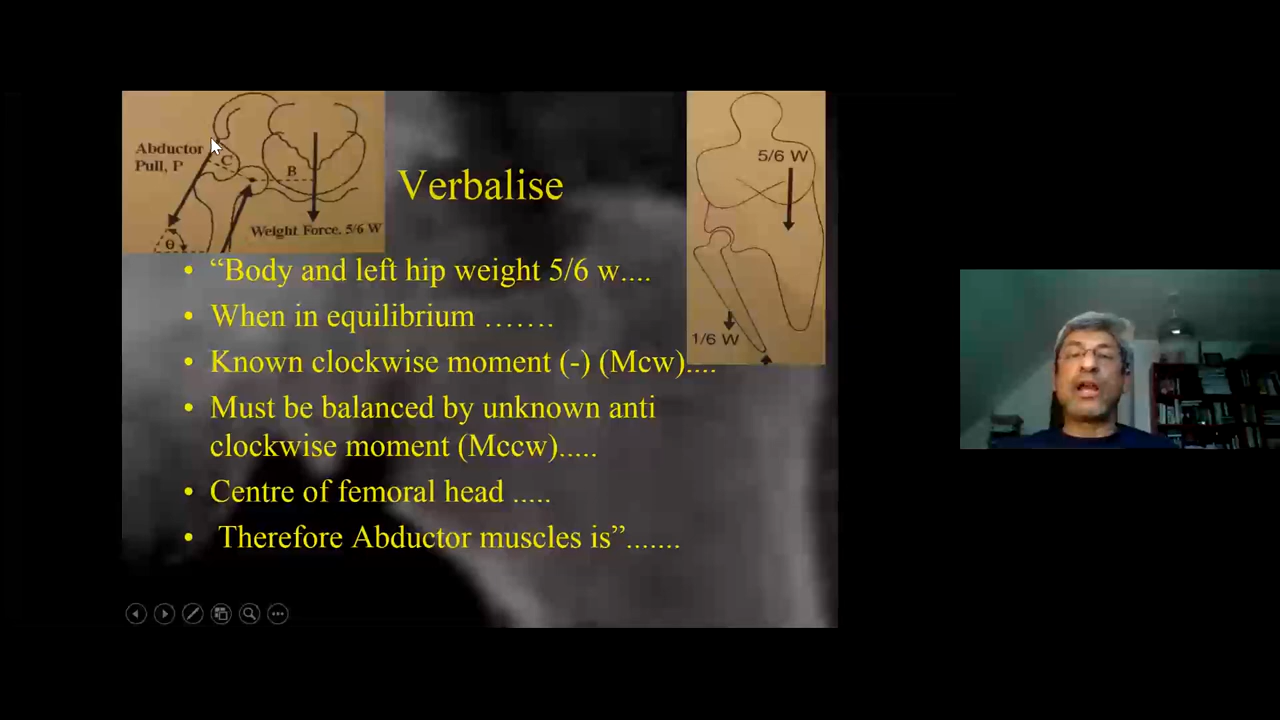 Abductor
Pull, P
C
B
θ
Weight Force, 5/6 W
Verbalise
5/6 W
1/6 W
• “Body and left hip weight 5/6 w....
• When in equilibrium …….
• Known clockwise moment (-) (Mcw)....
• Must be balanced by unknown anti
clockwise moment (Mccw).....
• Centre of femoral head .....
• Therefore Abductor muscles is”.......